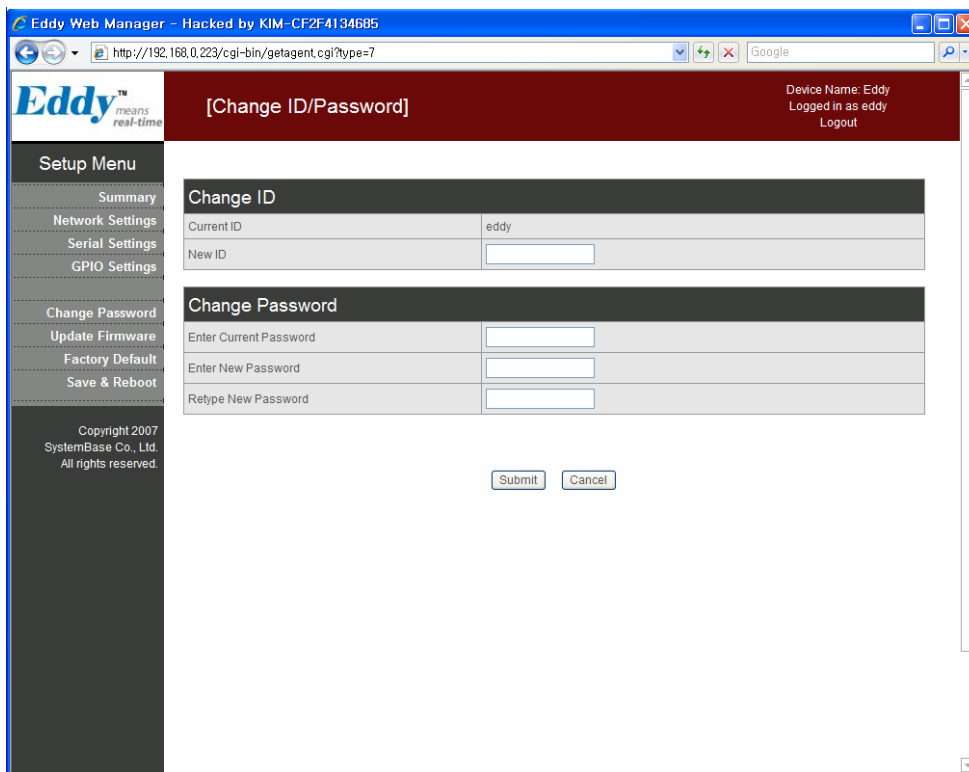 Eddy Web Manager - Hacked by KIM-CF2F4134685
http://192.168.0.223/cgi-bin/getagent.cgi?type=7
Google
Eddy™ means real-time
[Change ID/Password]
Device Name: Eddy
Logged in as eddy
Logout
Setup Menu
Summary
Network Settings
Serial Settings
GPIO Settings
Change Password
Update Firmware
Factory Default
Save & Reboot
Copyright 2007
SystemBase Co., Ltd.
All rights reserved.
Change ID
Current ID eddy
New ID
Change Password
Enter Current Password
Enter New Password
Retype New Password
Submit Cancel